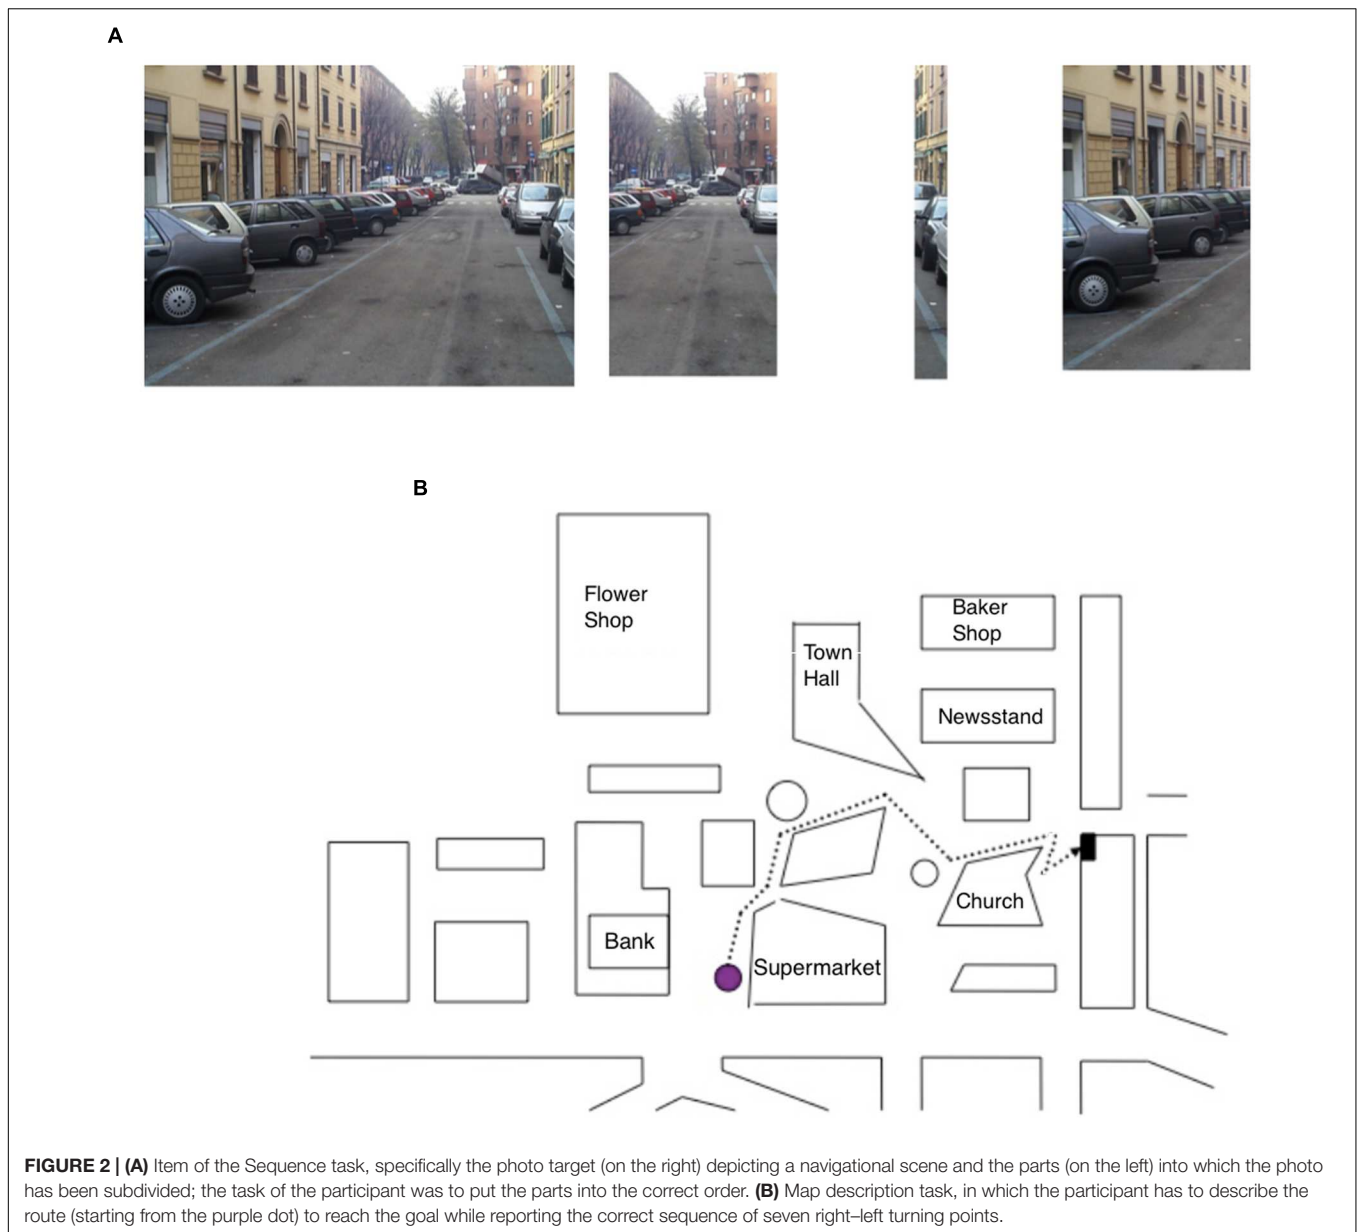 A
B
Flower
Shop
Baker
Shop
Town
Hall
Newsstand
Church
Bank
Supermarket
FIGURE 2 | (A) Item of the Sequence task, specifically the photo target (on the right) depicting a navigational scene and the parts (on the left) into which the photo
has been subdivided; the task of the participant was to put the parts into the correct order. (B) Map description task, in which the participant has to describe the
route (starting from the purple dot) to reach the goal while reporting the correct sequence of seven right–left turning points.